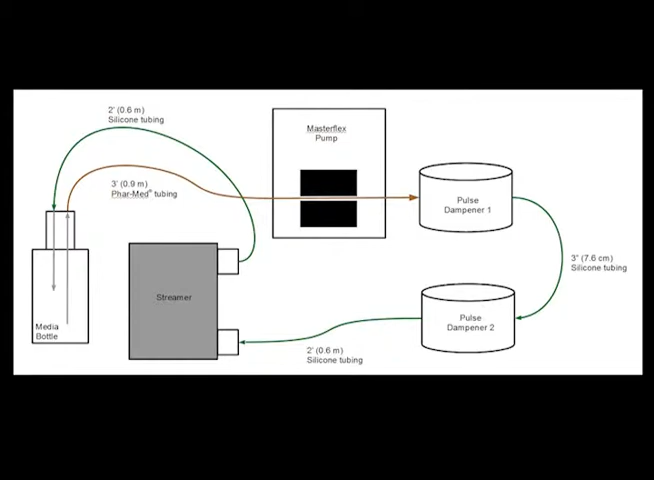 2' (0.6 m)
Silicone tubing
Masterflex
Pump
3' (0.9 m)
Phar-Med® tubing
Pulse
Dampener 1
3" (7.6 cm)
Silicone tubing
Streamer
Media
Bottle
Pulse
Dampener 2
2' (0.6 m)
Silicone tubing